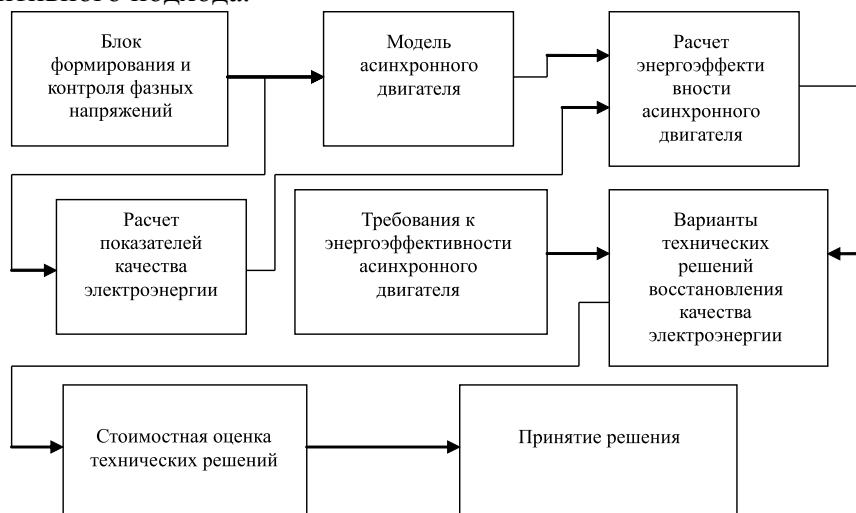 Блок
формирования и
контроля фазных
напряжений
Модель
асинхронного
двигателя
Расчет
энергоэффекти
вности
асинхронного
двигателя
Расчет
показателей
качества
электроэнергии
Требования к
энергоэффективности
асинхронного
двигателя
Варианты
технических
решений
восстановления
качества
электроэнергии
Стоимостная оценка
технических решений
Принятие решения